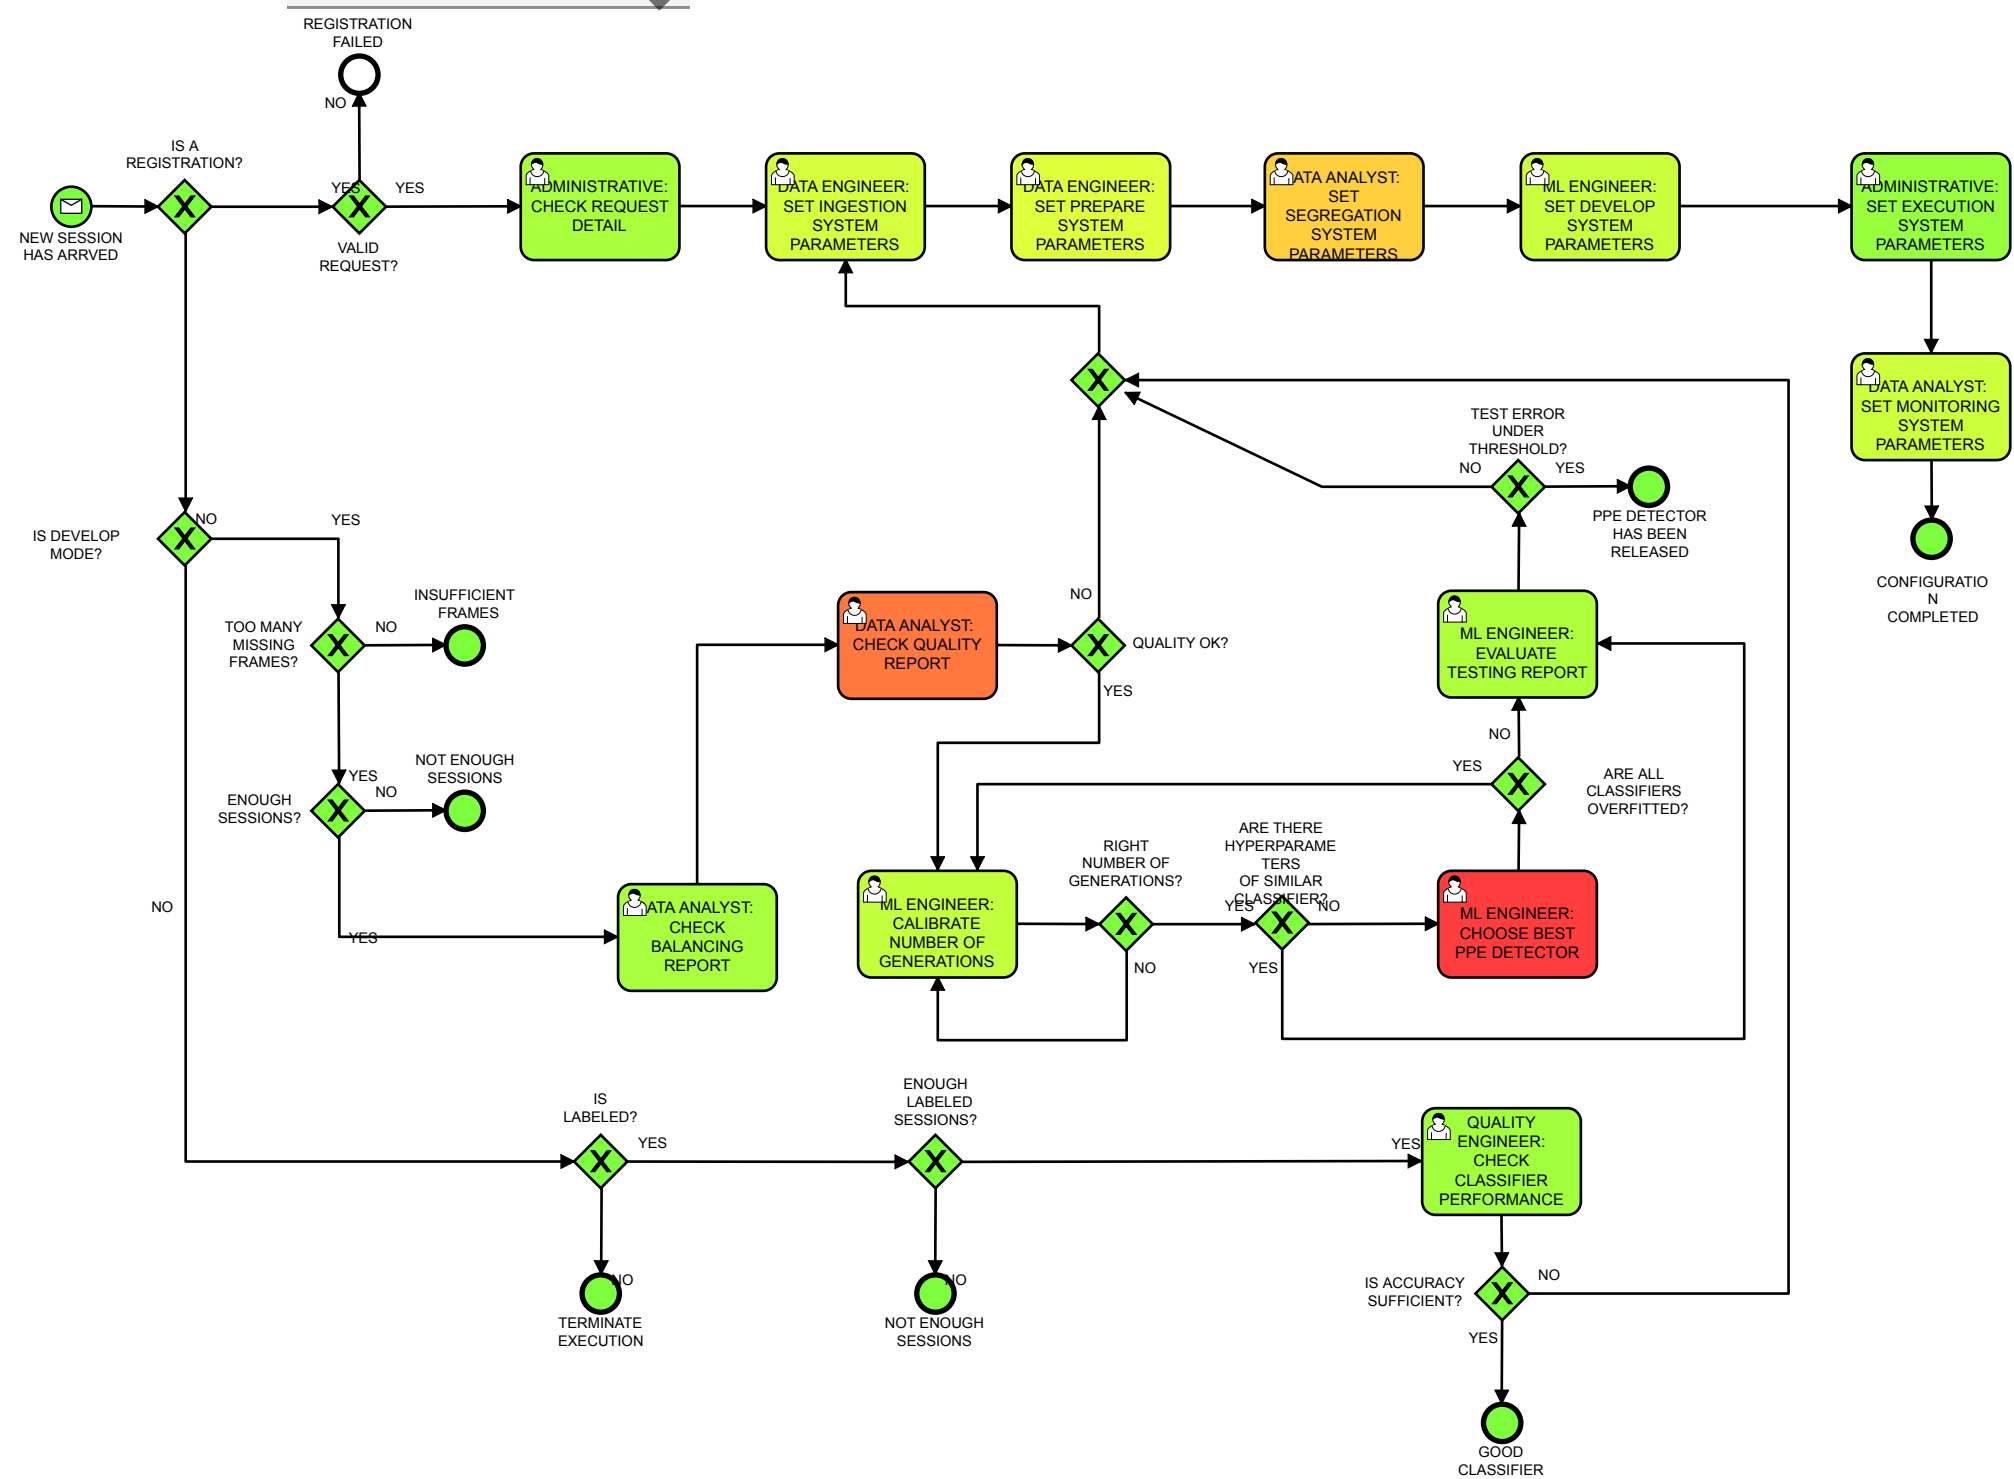 REGISTRATION
FAILED
NO
IS A
REGISTRATION?
YES
YES
NEW SESSION
HAS ARRVED
VALID
REQUEST?
ADMINISTRATIVE:
CHECK REQUEST
DETAIL
DATA ENGINEER:
SET INGESTION
SYSTEM
PARAMETERS
DATA ENGINEER:
SET PREPARE
SYSTEM
PARAMETERS
DATA ANALYST:
SET
SEGREGATION
SYSTEM
PARAMETERS
ML ENGINEER:
SET DEVELOP
SYSTEM
PARAMETERS
ADMINISTRATIVE:
SET EXECUTION
SYSTEM
PARAMETERS
DATA ANALYST:
SET MONITORING
SYSTEM
PARAMETERS
CONFIGURATIO
N
COMPLETED
TEST ERROR
UNDER
THRESHOLD?
NO
YES
PPE DETECTOR
HAS BEEN
RELEASED
IS DEVELOP
MODE?
NO
YES
TOO MANY
MISSING
FRAMES?
NO
INSUFFICIENT
FRAMES
YES
ENOUGH
SESSIONS?
NO
NOT ENOUGH
SESSIONS
YES
DATA ANALYST:
CHECK
BALANCING
REPORT
DATA ANALYST:
CHECK QUALITY
REPORT
NO
QUALITY OK?
YES
ML ENGINEER:
EVALUATE
TESTING REPORT
NO
YES
ARE ALL
CLASSIFIERS
OVERFITTED?
ML ENGINEER:
CALIBRATE
NUMBER OF
GENERATIONS
RIGHT
NUMBER OF
GENERATIONS?
NO
YES
ARE THERE
HYPERPARAME
TERS
OF SIMILAR
CLASSIFIER?
NO
YES
ML ENGINEER:
CHOOSE BEST
PPE DETECTOR
NO
IS
LABELED?
YES
NO
TERMINATE
EXECUTION
ENOUGH
LABELED
SESSIONS?
YES
NO
NOT ENOUGH
SESSIONS
QUALITY
ENGINEER:
CHECK
CLASSIFIER
PERFORMANCE
IS ACCURACY
SUFFICIENT?
NO
YES
GOOD
CLASSIFIER